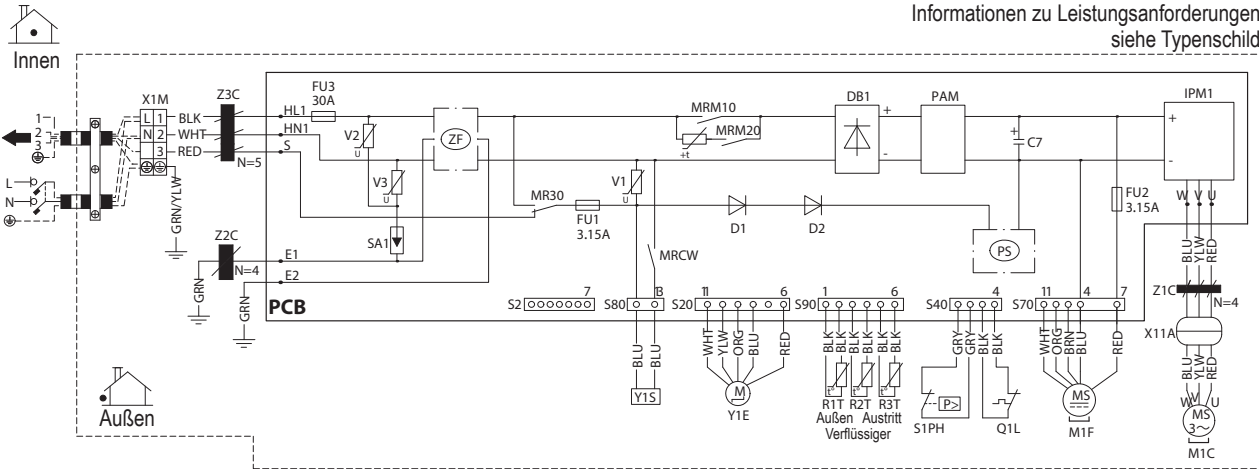 Informationen zu Leistungsanforderungen
siehe Typenschild
Innen
X1M
Z3C
HL1
FU3
30A
MRM10
DB1
PAM
IPM1
1
2
3
L 1
BLK
N 2
WHT
HN1
3
RED
S
N=5
V2
U
ZF
MRM20
+t
+
-
+
C7
+
-
L
N
GRN/YLW
V3
U
MR30
FU1
3.15A
V1
U
D1
D2
FU2
3.15A
W V U
Z2C
N=4
SA1
MRCW
PS
BLU
YLW
RED
E1
E2
GRN
GRN
PCB
S2
7
S80
1 3
S20
11
6
S90
1
6
S40
4
S70
11
4
7
Z1C
N=4
X11A
BLU
BLU
WHT
YLW
ORG
BLU
RED
BLK
BLK
BLK
BLK
BLK
BLK
GRY
GRY
BLK
BLK
WHT
ORG
BRN
BLU
RED
BLU
YLW
RED
Außen
Y1S
M
Y1E
t°
t°
t°
R1T R2T R3T
Außen Austritt
Verflüssiger
P>
S1PH
Q1L
MS
M1F
W
V
U
MS
3~
M1C